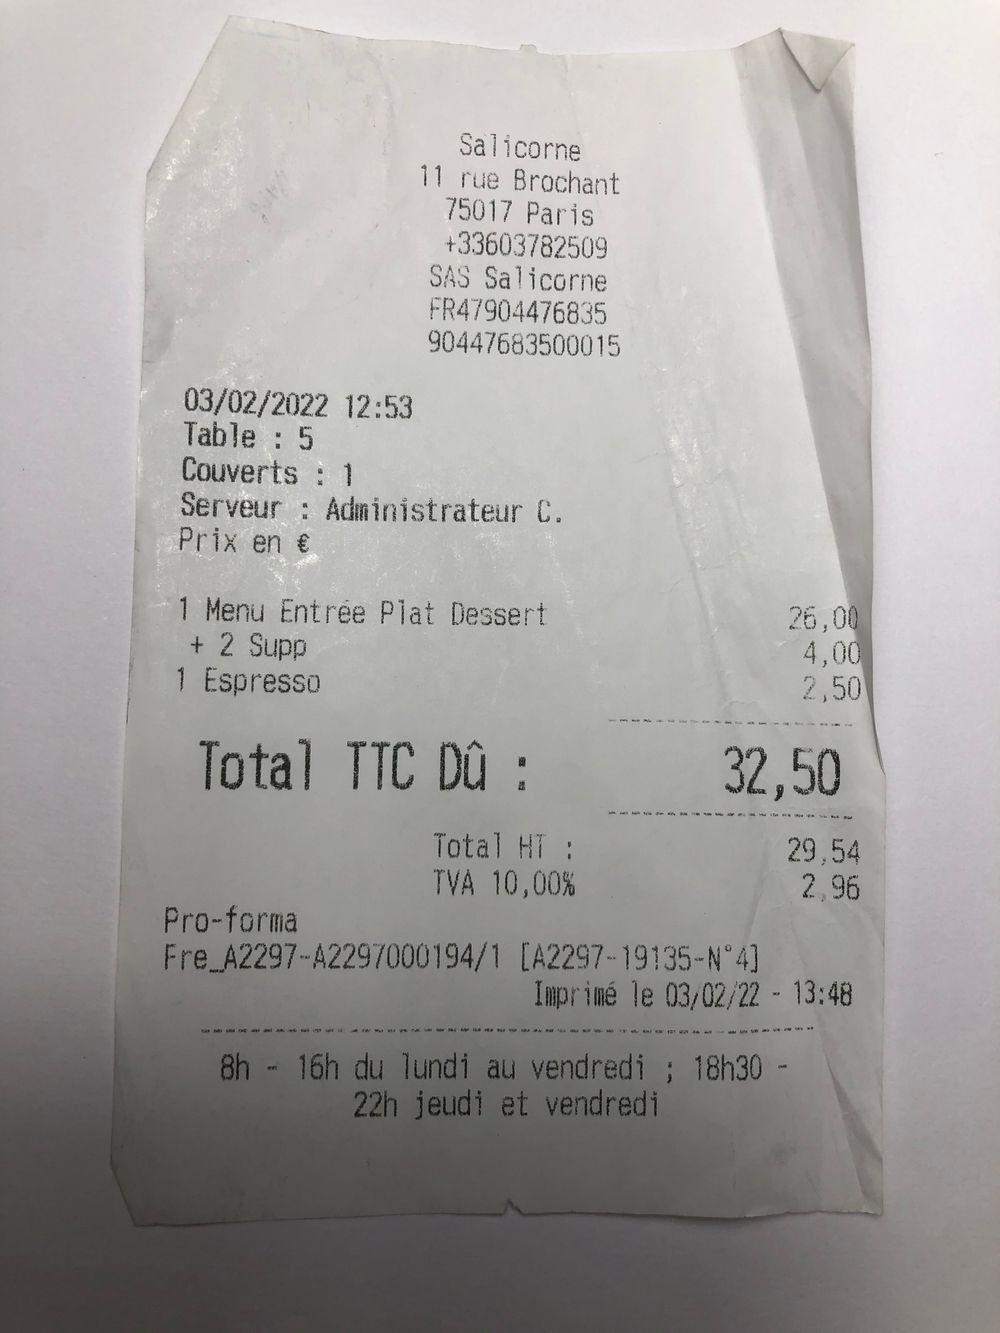 Salicorne
11 rue Brochant
75017 Paris
+33603782509
SAS Salicorne
FR47904476835
90447683500015
03/02/2022 12:53
Table : 5
Couverts : 1
Serveur : Administrateur C.
Prix en €
1 Menu Entrée Plat Dessert 26,00
+ 2 Supp 4,00
1 Espresso 2,50
Total TTC Dû : 32,50
Total HT : 29,54
TVA 10,00% 2,96
Pro-forma
Fre_A2297-A2297000194/1 [A2297-19135-N°4]
Imprimé le 03/02/22 - 13:48
8h - 16h du lundi au vendredi ; 18h30 -
22h jeudi et vendredi